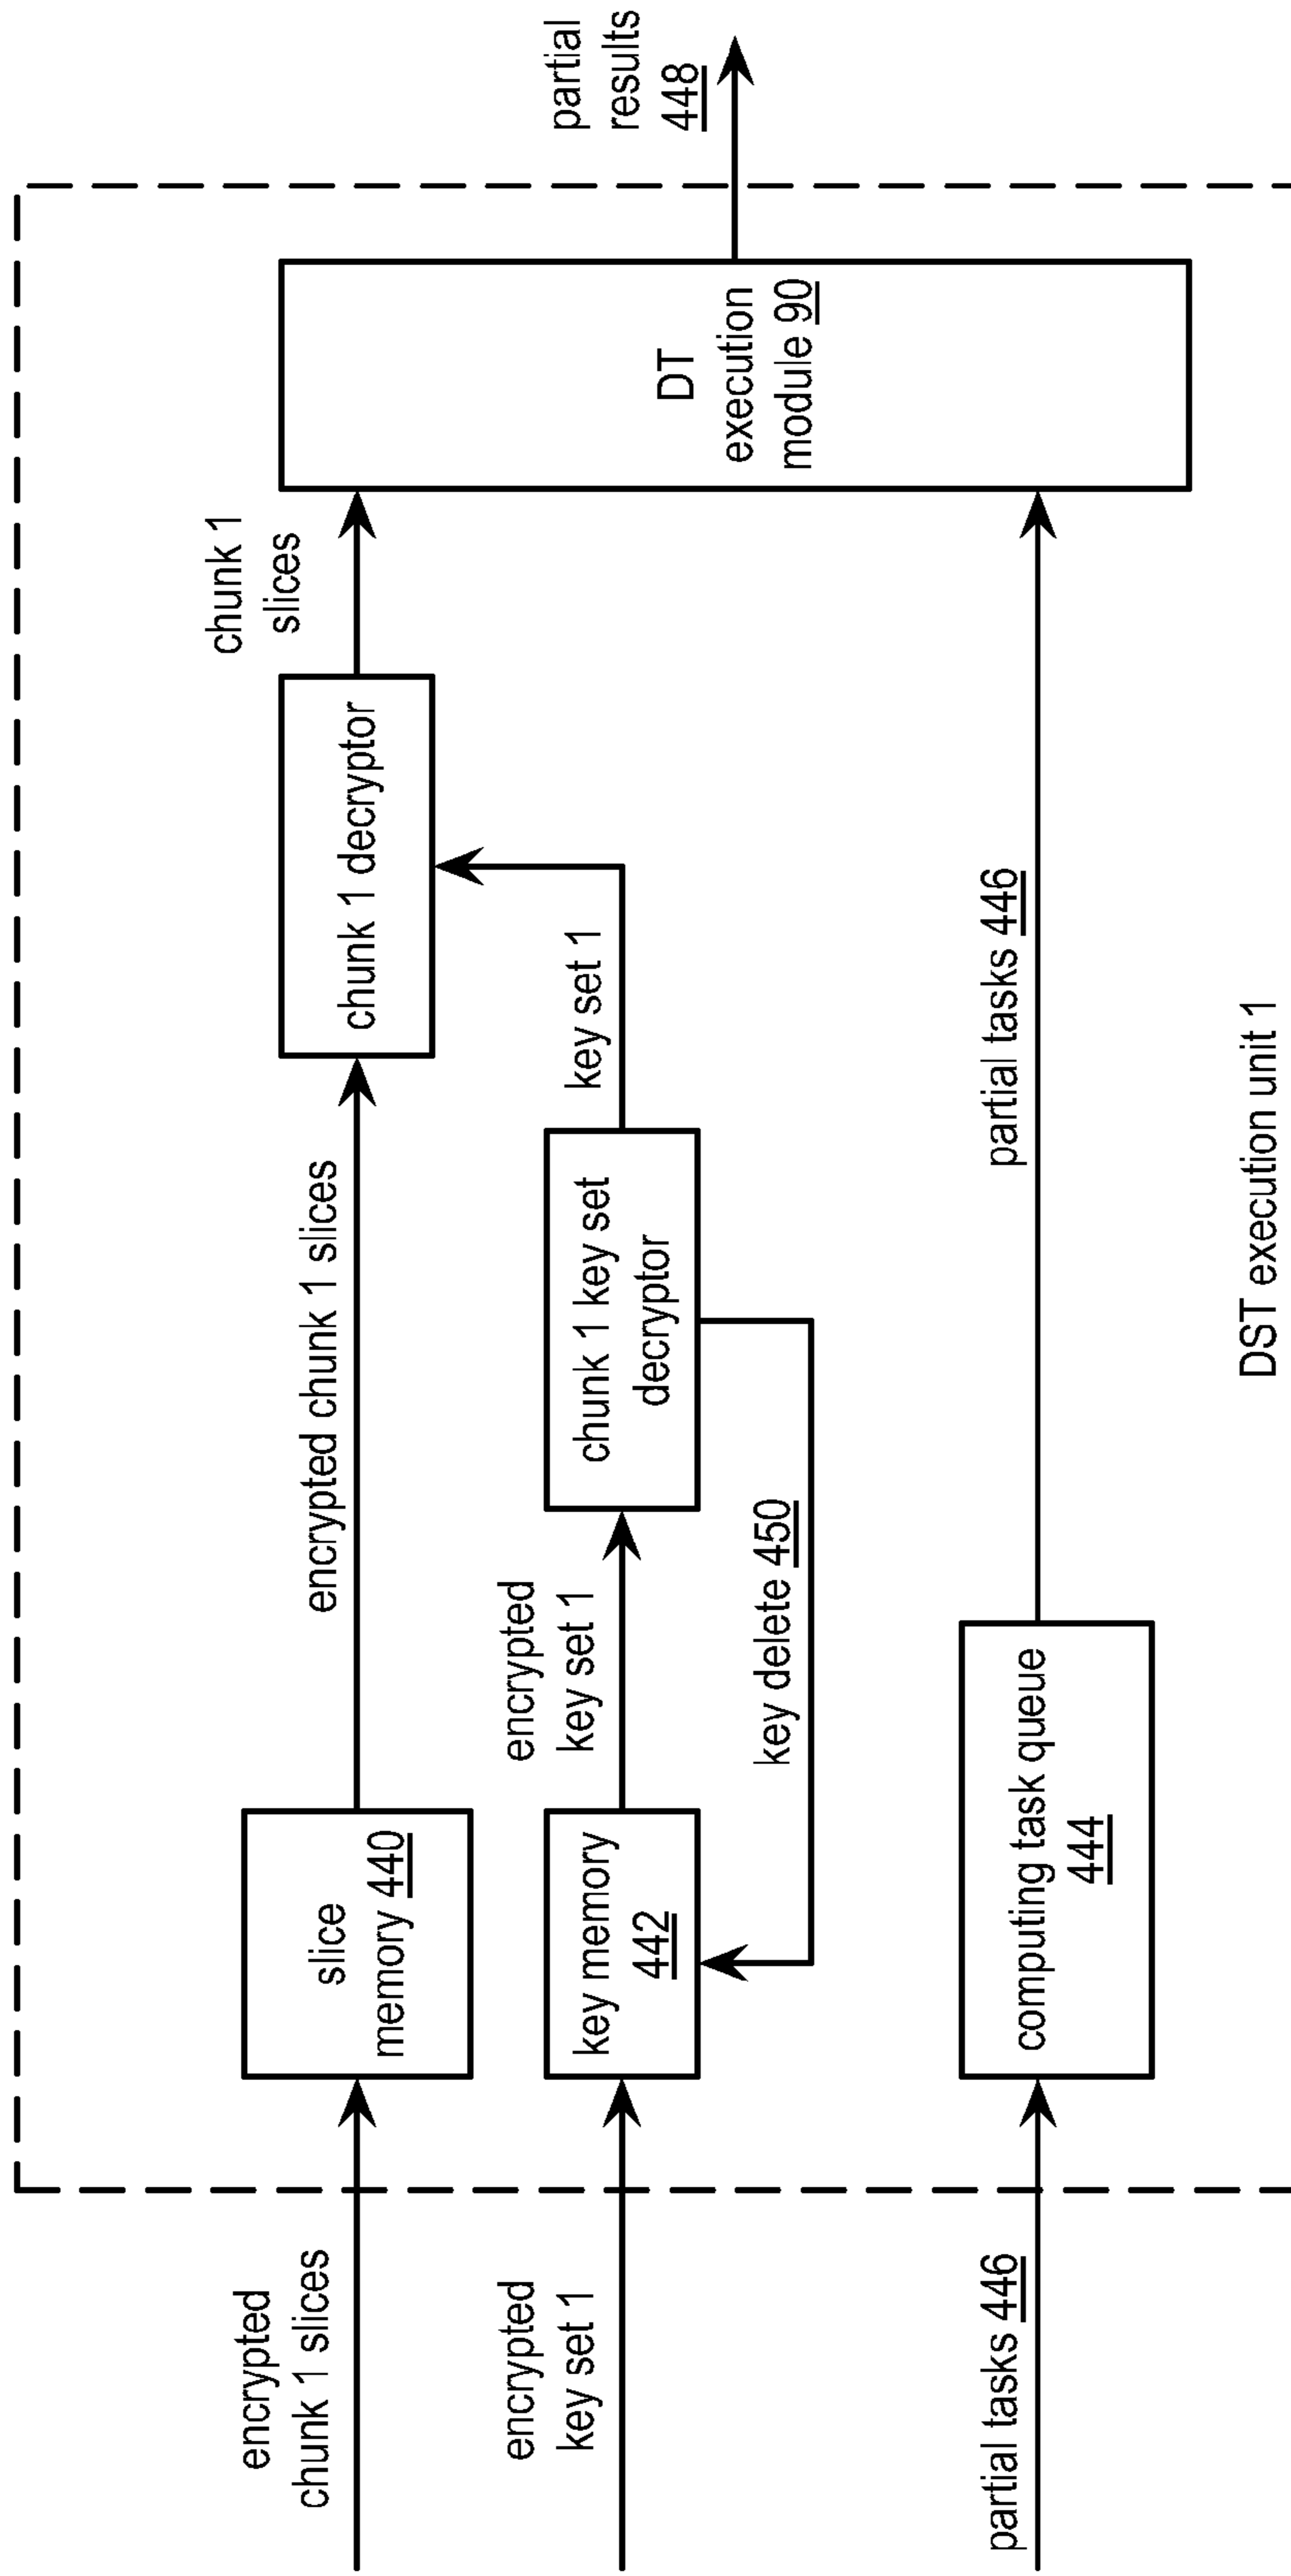 encrypted
chunk 1 slices
slice
memory 440
encrypted chunk 1 slices
chunk 1 decryptor
chunk 1
slices
encrypted
key set 1
key memory
442
encrypted
key set 1
chunk 1 key set
decryptor
key set 1
key delete 450
DT
execution
module 90
partial
results
448
partial tasks 446
computing task queue
444
partial tasks 446
DST execution unit 1